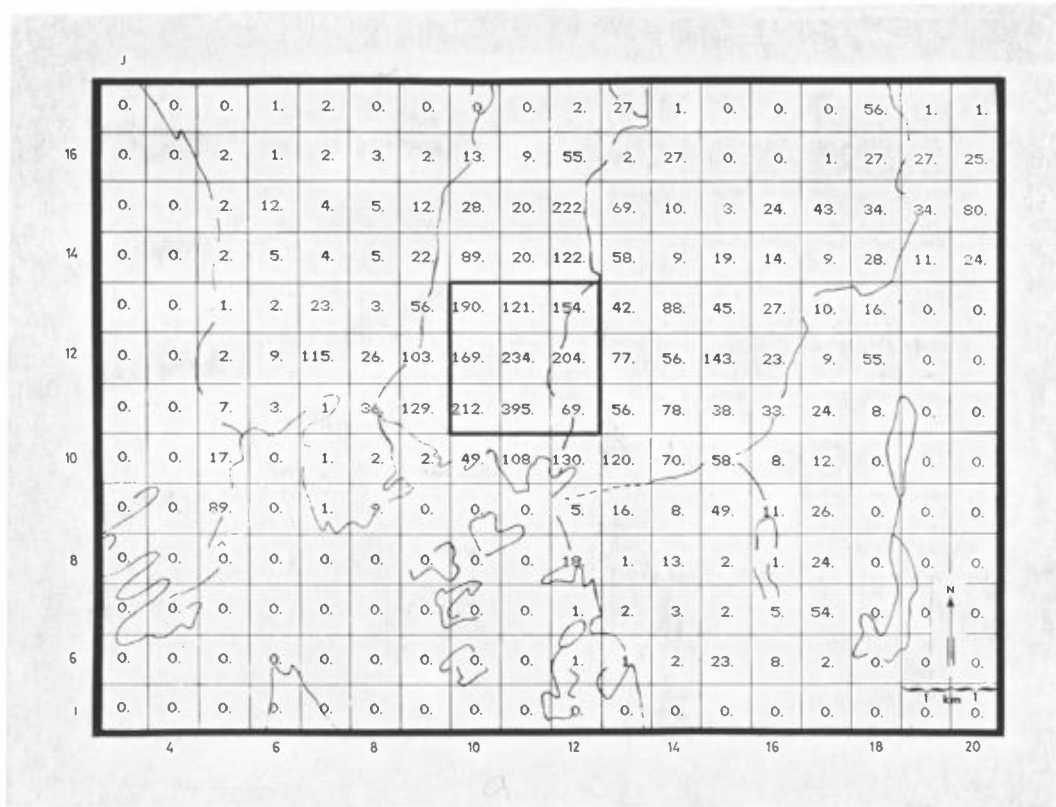 J
0. 0. 0. 1. 2. 0. 0. 0. 0. 2. 27. 1. 0. 0. 0. 56. 1. 1.
16 0. 0. 2. 1. 2. 3. 2. 13. 9. 55. 2. 27. 0. 0. 1. 27. 27. 25.
0. 0. 2. 12. 4. 5. 12. 28. 20. 222. 69. 10. 3. 24. 43. 34. 34. 80.
14 0. 0. 2. 5. 4. 5. 22. 89. 20. 122. 58. 9. 19. 14. 9. 28. 11. 24.
0. 0. 1. 2. 23. 3. 56. 190. 121. 154. 42. 88. 45. 27. 10. 16. 0. 0.
12 0. 0. 2. 9. 115. 26. 103. 169. 234. 204. 77. 56. 143. 23. 9. 55. 0. 0.
0. 0. 7. 3. 1. 36. 129. 212. 395. 69. 56. 78. 38. 33. 24. 8. 0. 0.
10 0. 0. 17. 0. 1. 2. 2. 49. 108. 130. 120. 70. 58. 8. 12. 0. 0. 0.
0. 0. 89. 0. 1. 0. 0. 0. 5. 16. 8. 49. 11. 26. 0. 0. 0.
8 0. 0. 0. 0. 0. 0. 0. 0. 0. 18. 1. 13. 2. 1. 24. 0. 0. 0.
0. 0. 0. 0. 0. 0. 0. 0. 0. 1. 2. 3. 2. 5. 54. 0. 0. 0.
N
6 0. 0. 0. 0. 0. 0. 0. 0. 0. 1. 1. 2. 23. 8. 2. 0. 0. 0.
1 0. 0. 0. 0. 0. 0. 0. 0. 0. 0. 0. 0. 0. 0. 0. 0. 0. 0.
1 km 1
4 6 8 10 12 14 16 18 20